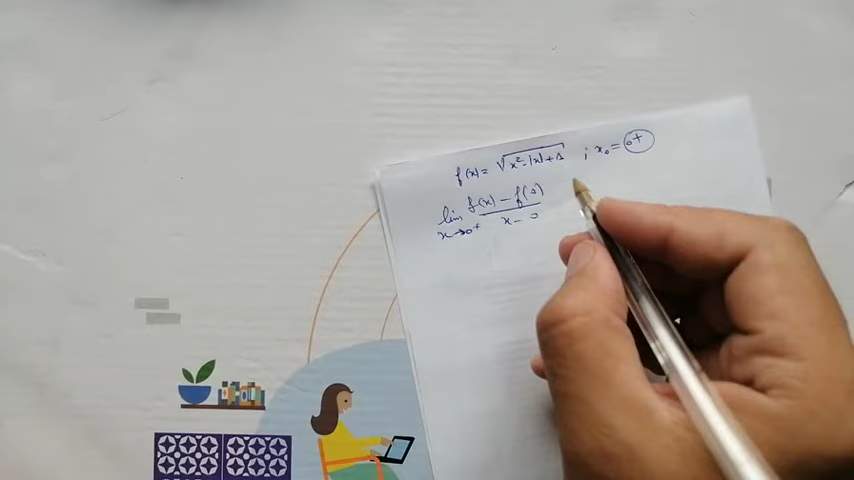 f(x) = √(x² - |x| + 1) ; x₀ = 0⁺
lim x→0⁺ (f(x) - f(0))/(x - 0)